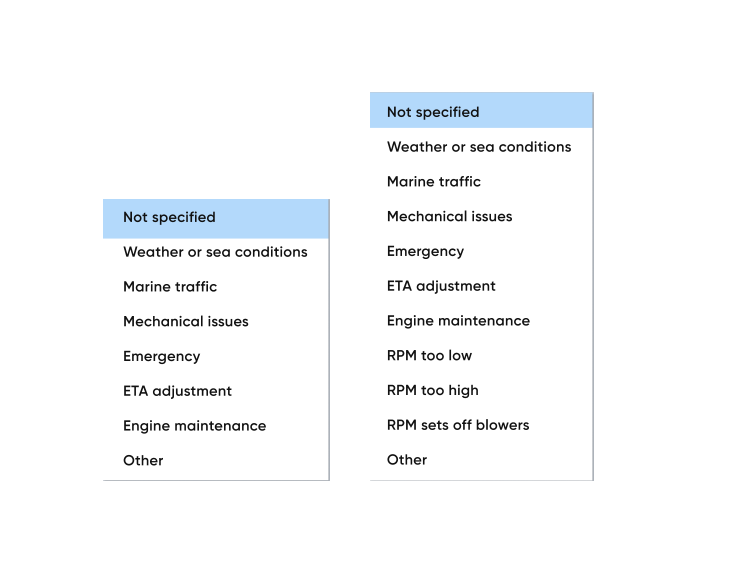 Not specified
Weather or sea conditions
Marine traffic
Mechanical issues
Emergency
ETA adjustment
Engine maintenance
Other
Not specified
Weather or sea conditions
Marine traffic
Mechanical issues
Emergency
ETA adjustment
Engine maintenance
RPM too low
RPM too high
RPM sets off blowers
Other